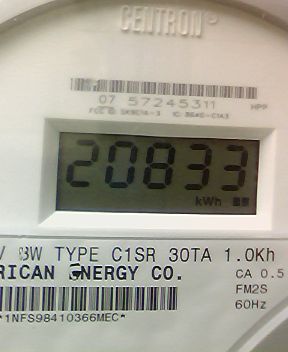 CENTRON
07 57245311 HPP
20833
kWh
V 3W TYPE C1SR 30TA 1.0Kh
RICAN ENERGY CO.
CA 0.5
FM2S
60Hz
*1NFS98410366MEC*